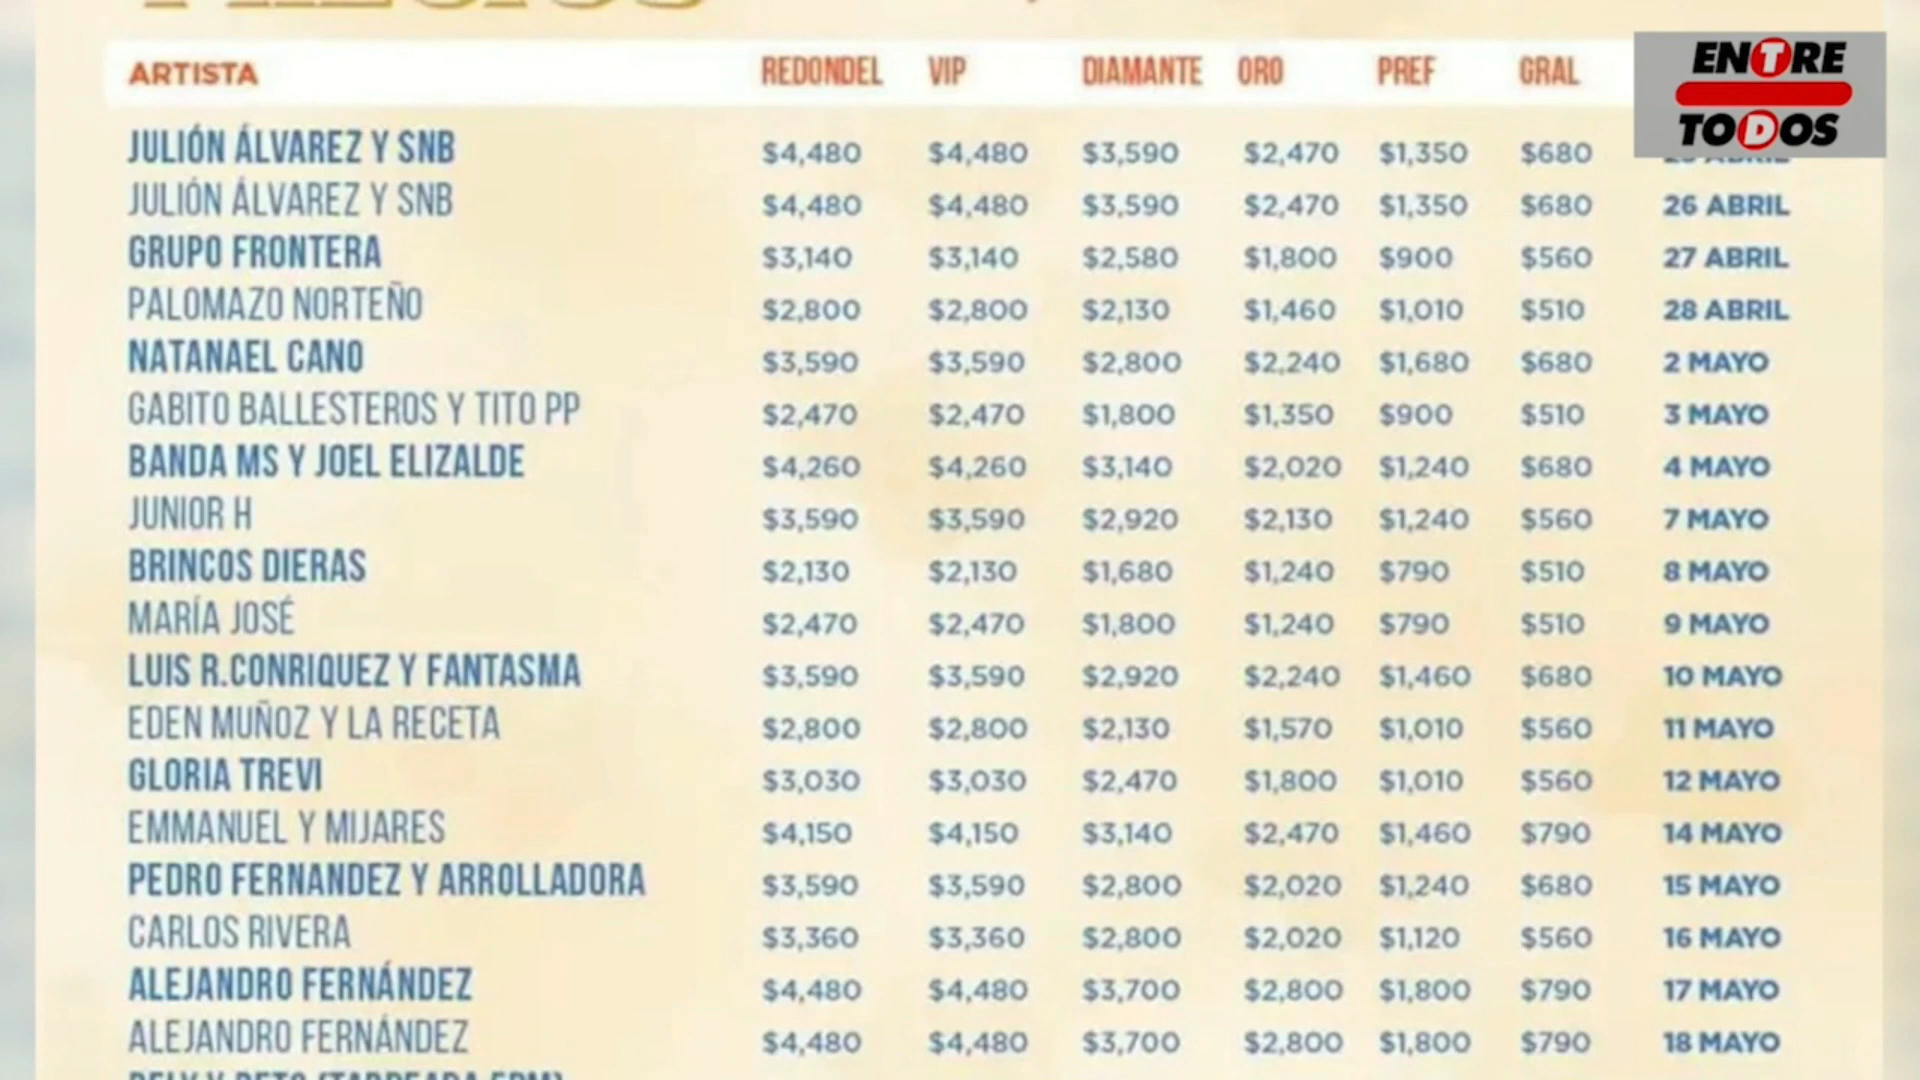 ARTISTA REDONDEL VIP DIAMANTE ORO PREF GRAL
ENTRE
TODOS
JULIÓN ÁLVAREZ Y SNB $4,480 $4,480 $3,590 $2,470 $1,350 $680
JULIÓN ÁLVAREZ Y SNB $4,480 $4,480 $3,590 $2,470 $1,350 $680 26 ABRIL
GRUPO FRONTERA $3,140 $3,140 $2,580 $1,800 $900 $560 27 ABRIL
PALOMAZO NORTEÑO $2,800 $2,800 $2,130 $1,460 $1,010 $510 28 ABRIL
NATANAEL CANO $3,590 $3,590 $2,800 $2,240 $1,680 $680 2 MAYO
GABITO BALLESTEROS Y TITO PP $2,470 $2,470 $1,800 $1,350 $900 $510 3 MAYO
BANDA MS Y JOEL ELIZALDE $4,260 $4,260 $3,140 $2,020 $1,240 $680 4 MAYO
JUNIOR H $3,590 $3,590 $2,920 $2,130 $1,240 $560 7 MAYO
BRINCOS DIERAS $2,130 $2,130 $1,680 $1,240 $790 $510 8 MAYO
MARÍA JOSÉ $2,470 $2,470 $1,800 $1,240 $790 $510 9 MAYO
LUIS R.CONRIQUEZ Y FANTASMA $3,590 $3,590 $2,920 $2,240 $1,460 $680 10 MAYO
EDEN MUÑOZ Y LA RECETA $2,800 $2,800 $2,130 $1,570 $1,010 $560 11 MAYO
GLORIA TREVI $3,030 $3,030 $2,470 $1,800 $1,010 $560 12 MAYO
EMMANUEL Y MIJARES $4,150 $4,150 $3,140 $2,470 $1,460 $790 14 MAYO
PEDRO FERNANDEZ Y ARROLLADORA $3,590 $3,590 $2,800 $2,020 $1,240 $680 15 MAYO
CARLOS RIVERA $3,360 $3,360 $2,800 $2,020 $1,120 $560 16 MAYO
ALEJANDRO FERNÁNDEZ $4,480 $4,480 $3,700 $2,800 $1,800 $790 17 MAYO
ALEJANDRO FERNÁNDEZ $4,480 $4,480 $3,700 $2,800 $1,800 $790 18 MAYO